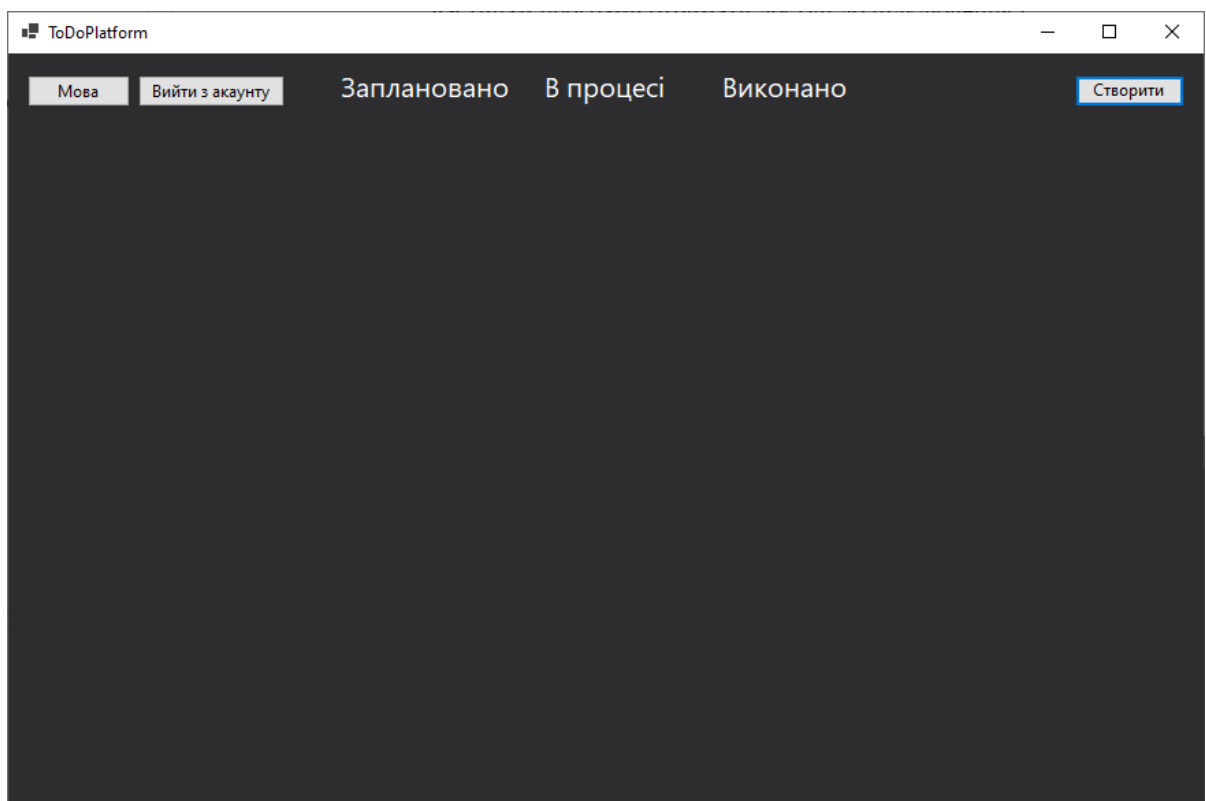 ToDoPlatform
Мова Вийти з акаунту Заплановано В процесі Виконано Створити